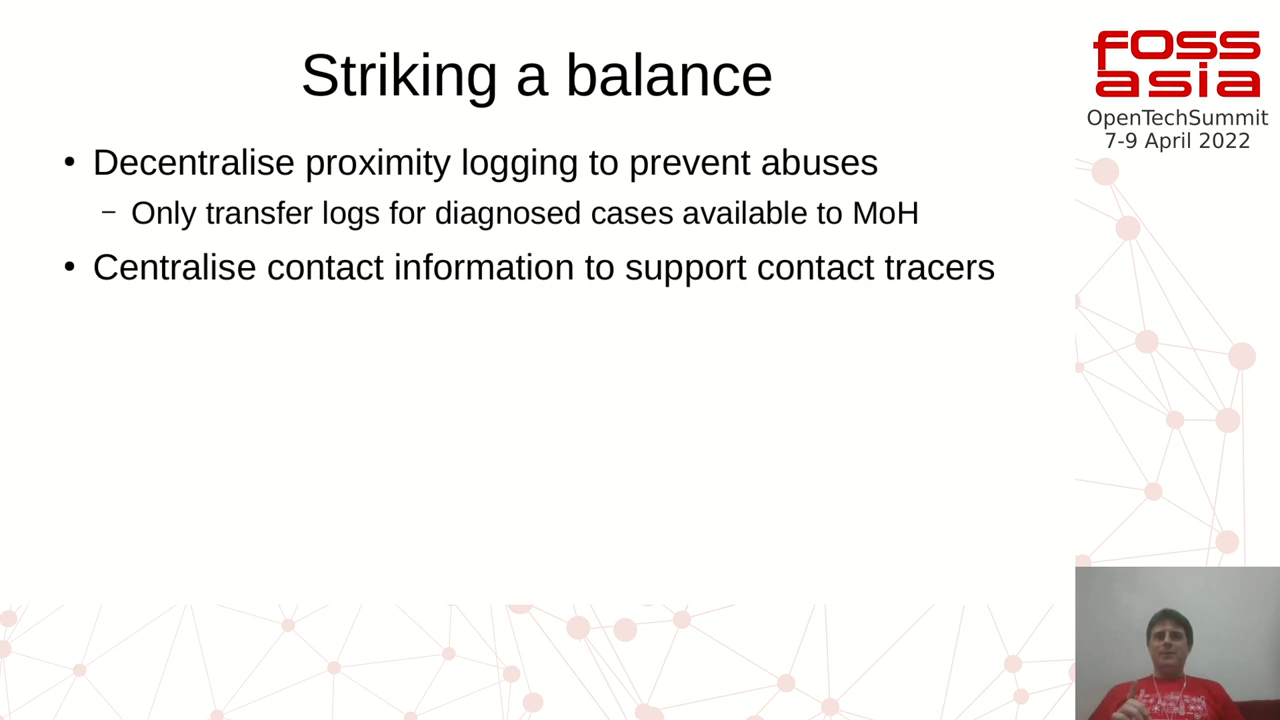 Striking a balance
• Decentralise proximity logging to prevent abuses
– Only transfer logs for diagnosed cases available to MoH
• Centralise contact information to support contact tracers
foss
asia
OpenTechSummit
7-9 April 2022